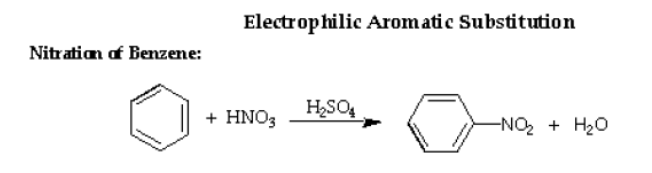 Electrophilic Aromatic Substitution
Nitration of Benzene:
+ HNO₃ H₂SO₄ —NO₂ + H₂O